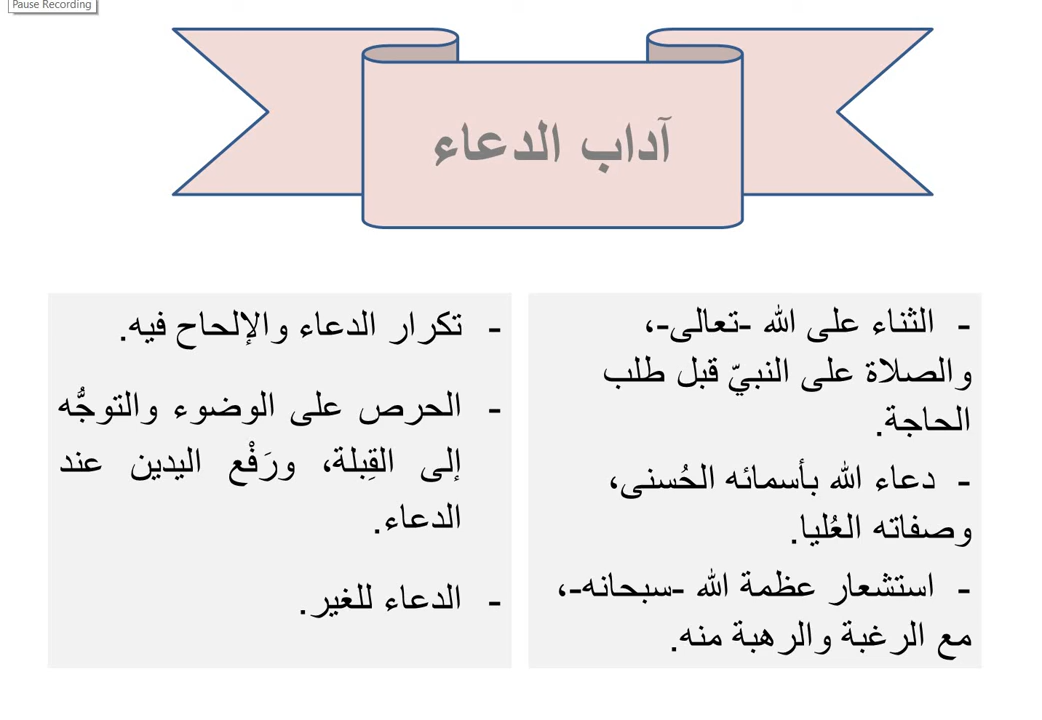 Pause Recording
آداب الدعاء
- الثناء على الله -تعالى-،
والصلاة على النبيّ قبل طلب
الحاجة.
- دعاء الله بأسمائه الحُسنى،
وصفاته العُليا.
- استشعار عظمة الله -سبحانه-،
مع الرغبة والرهبة منه.
- تكرار الدعاء والإلحاح فيه.
- الحرص على الوضوء والتوجُّه
إلى القِبلة، ورَفْع اليدين عند
الدعاء.
- الدعاء للغير.